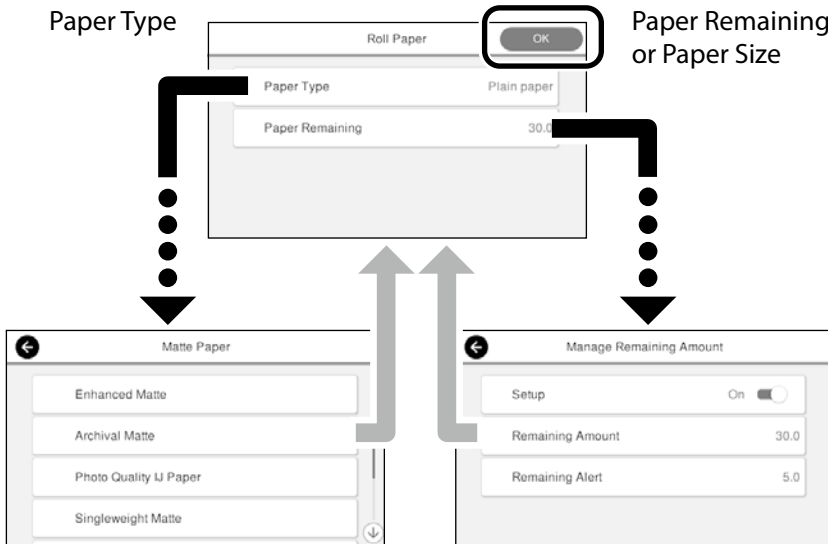 Paper Type
Paper Remaining
or Paper Size
Roll Paper
OK
Paper Type Plain paper
Paper Remaining 30.0
Matte Paper
Enhanced Matte
Archival Matte
Photo Quality IJ Paper
Singleweight Matte
Manage Remaining Amount
Setup On
Remaining Amount 30.0
Remaining Alert 5.0